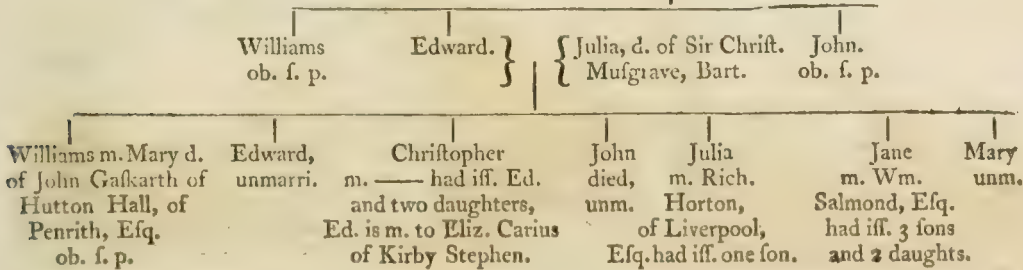 Williams
ob. ſ. p.
Edward.
Julia, d. of Sir Chriſt.
Muſgrave, Bart.
John.
ob. ſ. p.
Williams m. Mary d.
of John Gaſkarth of
Hutton Hall, of
Penrith, Eſq.
ob. ſ. p.
Edward,
unmarri.
Chriſtopher
m. —— had iſſ. Ed.
and two daughters,
Ed. is m. to Eliz. Carius
of Kirby Stephen.
John
died,
unm.
Julia
m. Rich.
Horton,
of Liverpool,
Eſq. had iſſ. one ſon.
Jane
m. Wm.
Salmond, Eſq.
had iſſ. 3 ſons
and 2 daughts.
Mary
unm.